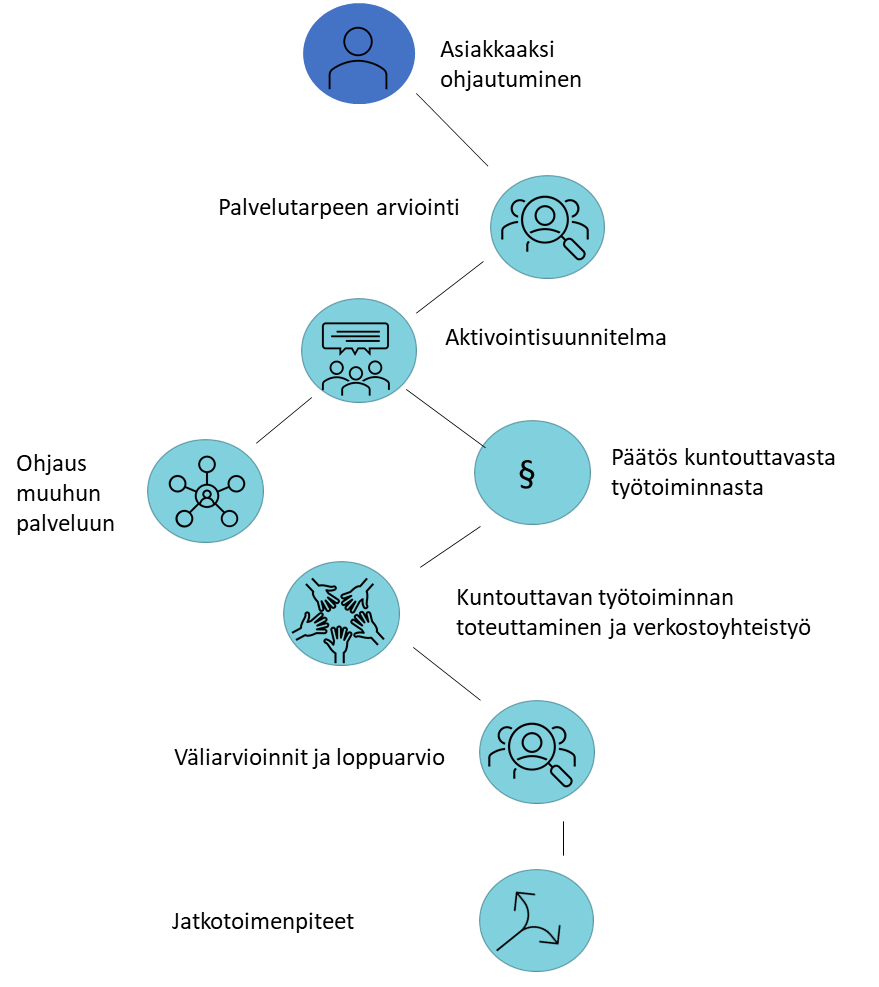 Asiakkaaksi
ohjautuminen
Palvelutarpeen arviointi
Aktivointisuunnitelma
Ohjaus
muuhun
palveluun
§
Päätös kuntouttavasta
työtoiminnasta
Kuntouttavan työtoiminnan
toteuttaminen ja verkostoyhteistyö
Väliarvioinnit ja loppuarvio
Jatkotoimenpiteet